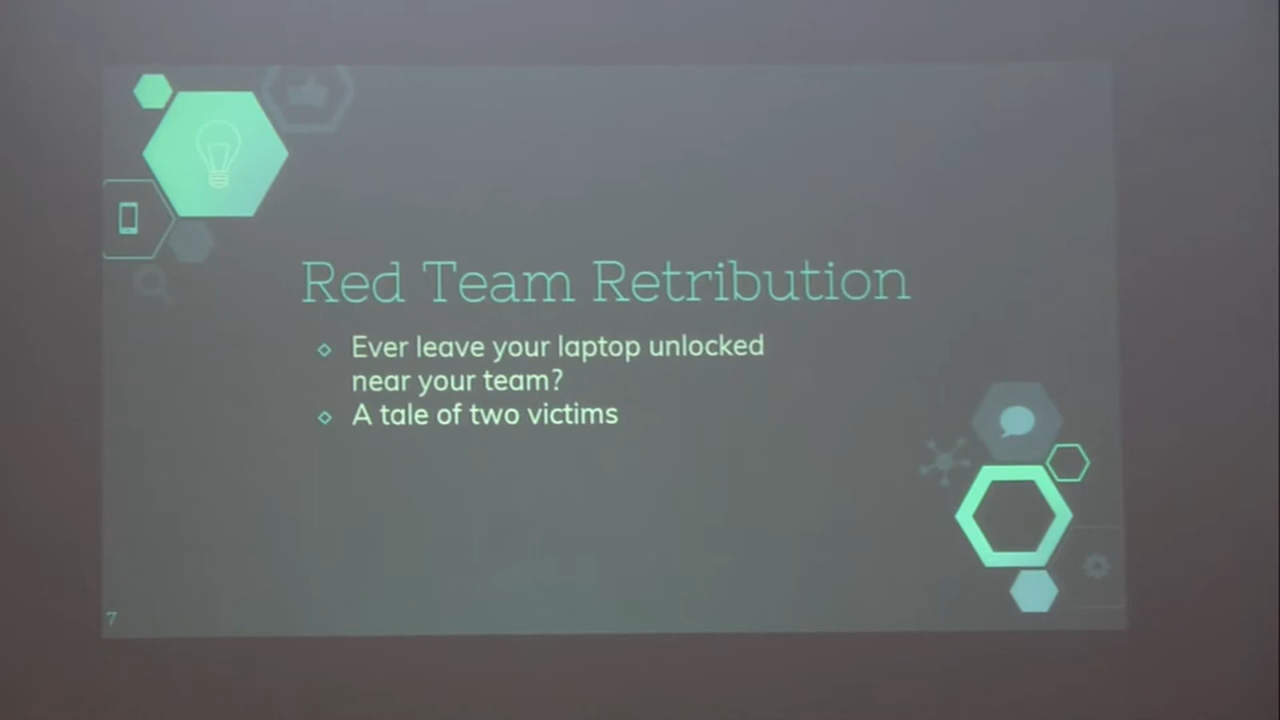 Red Team Retribution
Ever leave your laptop unlocked
near your team?
A tale of two victims
7